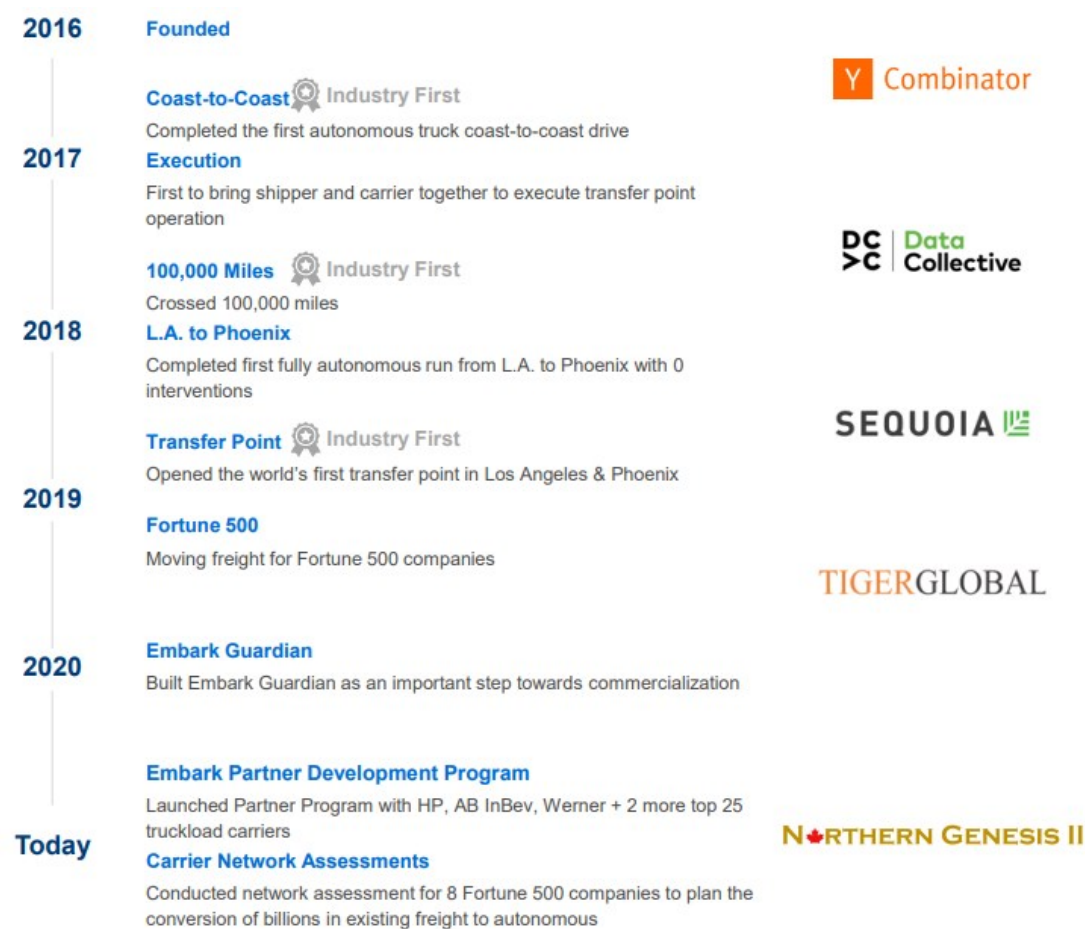 2016
Founded
Y Combinator
Coast-to-Coast Industry First
Completed the first autonomous truck coast-to-coast drive
2017
Execution
First to bring shipper and carrier together to execute transfer point
operation
DC Data
>C Collective
100,000 Miles Industry First
Crossed 100,000 miles
2018
L.A. to Phoenix
Completed first fully autonomous run from L.A. to Phoenix with 0
interventions
SEQUOIA
Transfer Point Industry First
Opened the world's first transfer point in Los Angeles & Phoenix
2019
Fortune 500
Moving freight for Fortune 500 companies
TIGERGLOBAL
2020
Embark Guardian
Built Embark Guardian as an important step towards commercialization
Embark Partner Development Program
Launched Partner Program with HP, AB InBev, Werner + 2 more top 25
truckload carriers
Today
NORTHERN GENESIS II
Carrier Network Assessments
Conducted network assessment for 8 Fortune 500 companies to plan the
conversion of billions in existing freight to autonomous